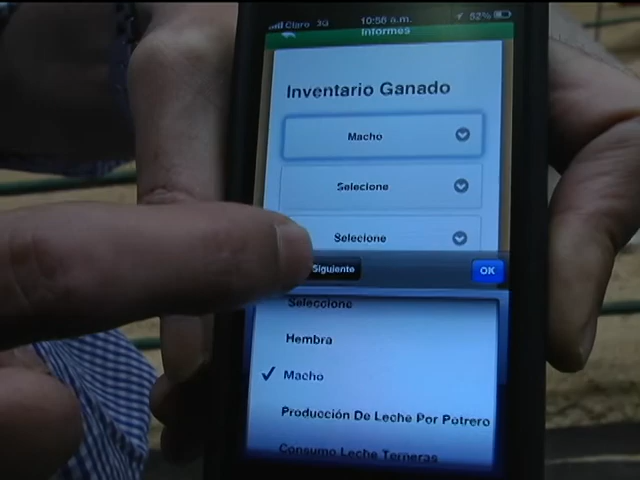 Claro 3G 10:56 a.m. 52%
Informes
Inventario Ganado
Macho
Selecione
Selecione
Siguiente OK
Seleccione
Hembra
Macho
Producción De Leche Por Potrero
Consumo Leche Terneras